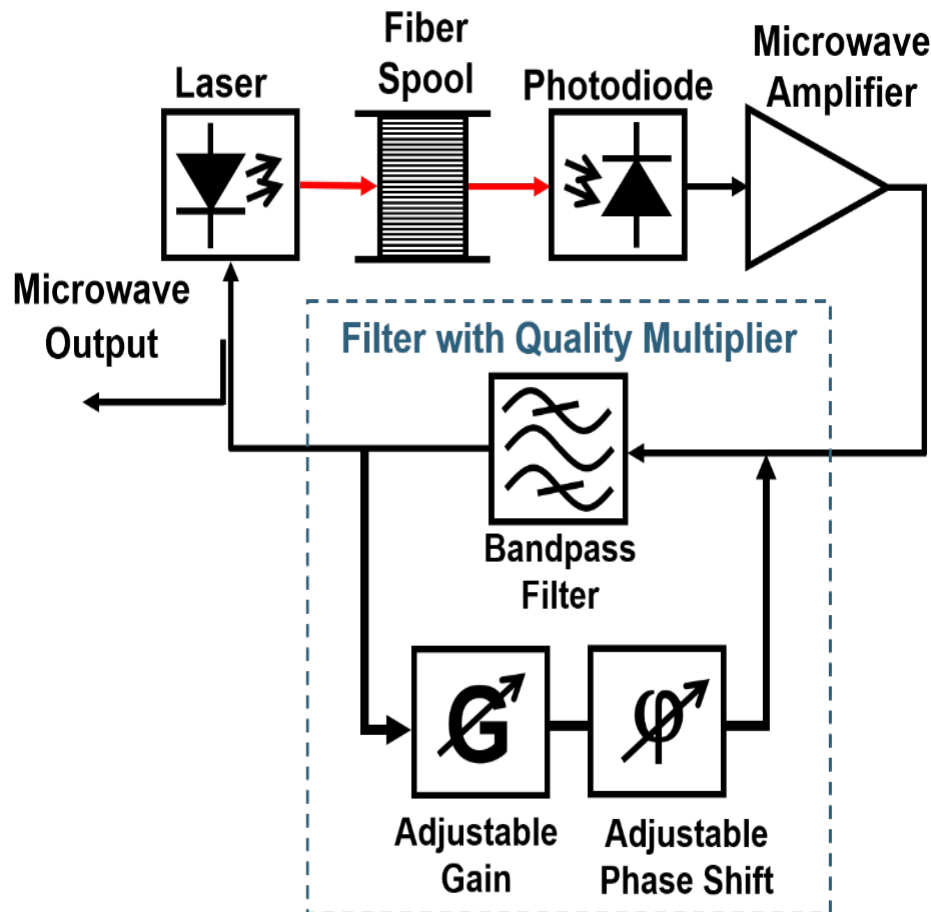 Laser
Fiber
Spool
Photodiode
Microwave
Amplifier
Microwave
Output
Filter with Quality Multiplier
Bandpass
Filter
G
φ
Adjustable
Gain
Adjustable
Phase Shift